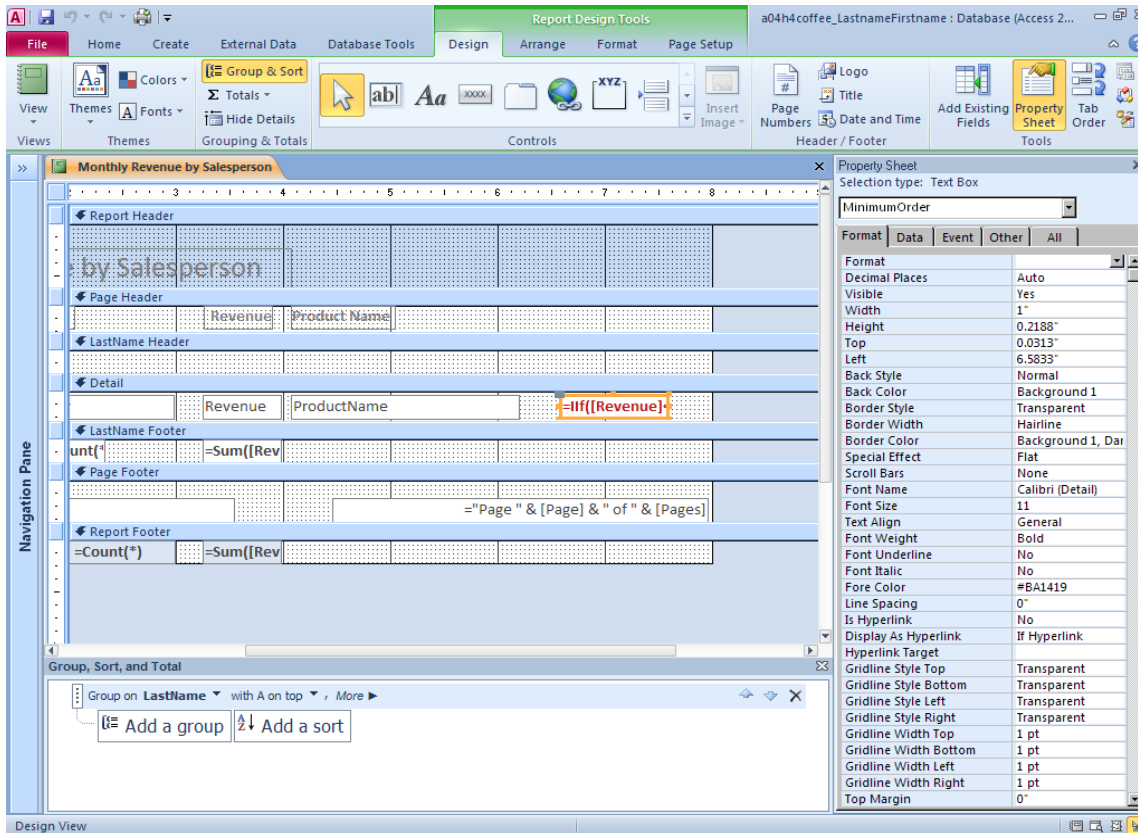 Report Design Tools
a04h4coffee_LastnameFirstname : Database (Access 2...
File Home Create External Data Database Tools Design Arrange Format Page Setup
View
Views
Aa
Themes
Colors
A Fonts
Themes
Group & Sort
Σ Totals
Hide Details
Grouping & Totals
ab| Aa XXXX XYZ
Insert
Image
Controls
#
Page
Numbers
Logo
Title
Date and Time
Header / Footer
Add Existing
Fields
Property
Sheet
Tab
Order
Tools
Monthly Revenue by Salesperson
3 4 5 6 7 8
Report Header
e by Salesperson
Page Header
Revenue Product Name
LastName Header
Detail
Revenue ProductName =IIf([Revenue]<
LastName Footer
unt(* =Sum([Rev
Page Footer
="Page " & [Page] & " of " & [Pages]
Report Footer
=Count(*) =Sum([Rev
Navigation Pane
Group, Sort, and Total
Group on LastName with A on top , More
Add a group
A Z Add a sort
Property Sheet
Selection type: Text Box
MinimumOrder
Format Data Event Other All
Format
Decimal Places Auto
Visible Yes
Width 1"
Height 0.2188"
Top 0.0313"
Left 6.5833"
Back Style Normal
Back Color Background 1
Border Style Transparent
Border Width Hairline
Border Color Background 1, Dar
Special Effect Flat
Scroll Bars None
Font Name Calibri (Detail)
Font Size 11
Text Align General
Font Weight Bold
Font Underline No
Font Italic No
Fore Color #BA1419
Line Spacing 0"
Is Hyperlink No
Display As Hyperlink If Hyperlink
Hyperlink Target
Gridline Style Top Transparent
Gridline Style Bottom Transparent
Gridline Style Left Transparent
Gridline Style Right Transparent
Gridline Width Top 1 pt
Gridline Width Bottom 1 pt
Gridline Width Left 1 pt
Gridline Width Right 1 pt
Top Margin 0"
Design View